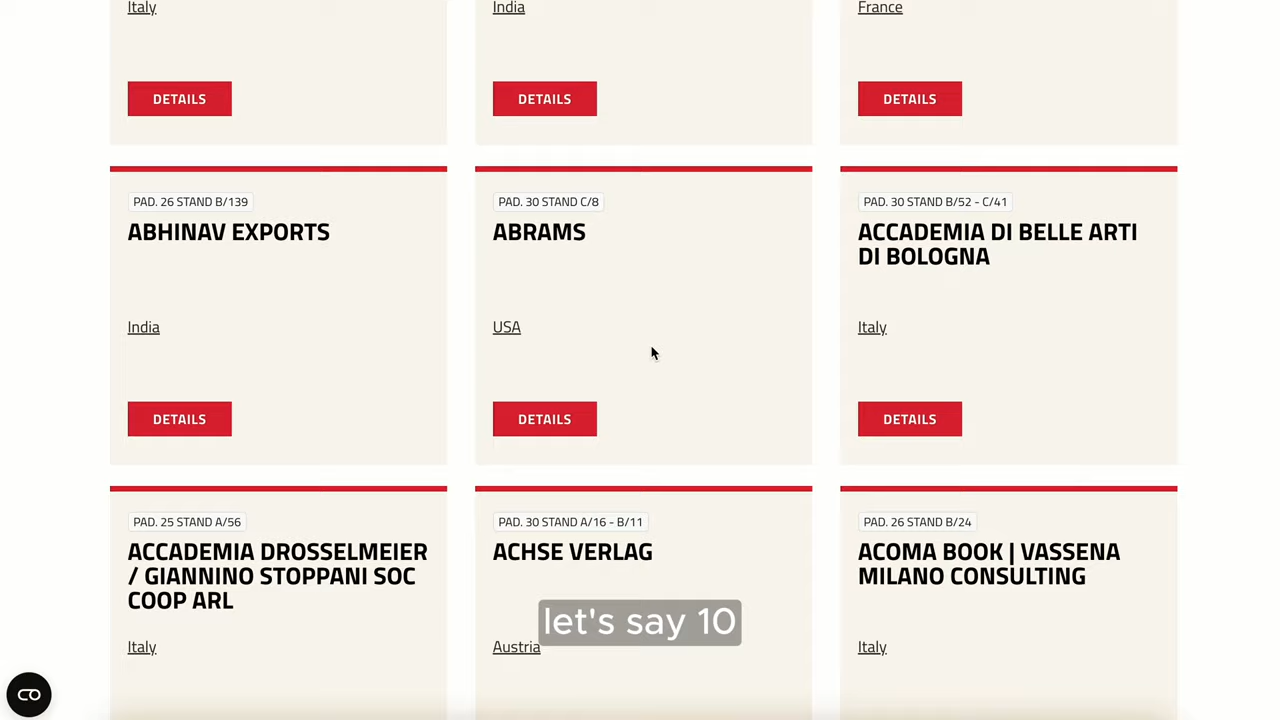 Italy
India
France
DETAILS
DETAILS
DETAILS
PAD. 26 STAND B/139
ABHINAV EXPORTS
India
DETAILS
PAD. 30 STAND C/8
ABRAMS
USA
DETAILS
PAD. 30 STAND B/52 - C/41
ACCADEMIA DI BELLE ARTI
DI BOLOGNA
Italy
DETAILS
PAD. 25 STAND A/56
ACCADEMIA DROSSELMEIER
/ GIANNINO STOPPANI SOC
COOP ARL
Italy
PAD. 30 STAND A/16 - B/11
ACHSE VERLAG
Austria
PAD. 26 STAND B/24
ACOMA BOOK | VASSENA
MILANO CONSULTING
Italy
let's say 10